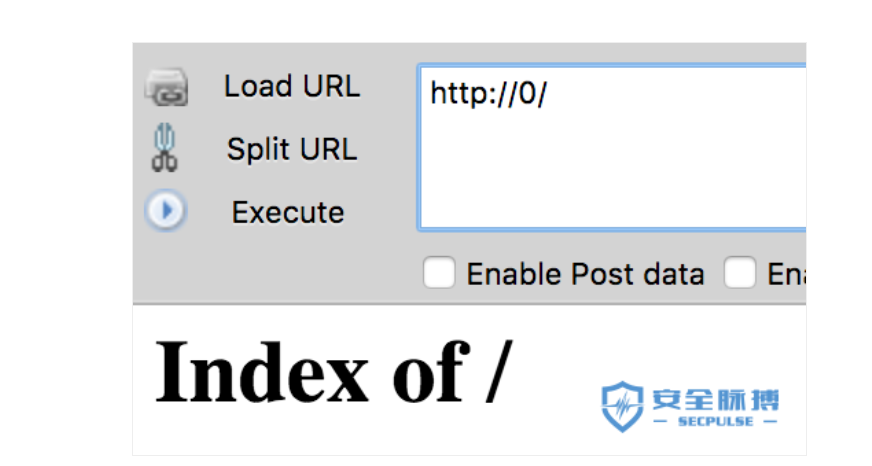 Load URL
http://0/
Split URL
Execute
Enable Post data
Ena
Index of /
安全脉搏
SECPULSE